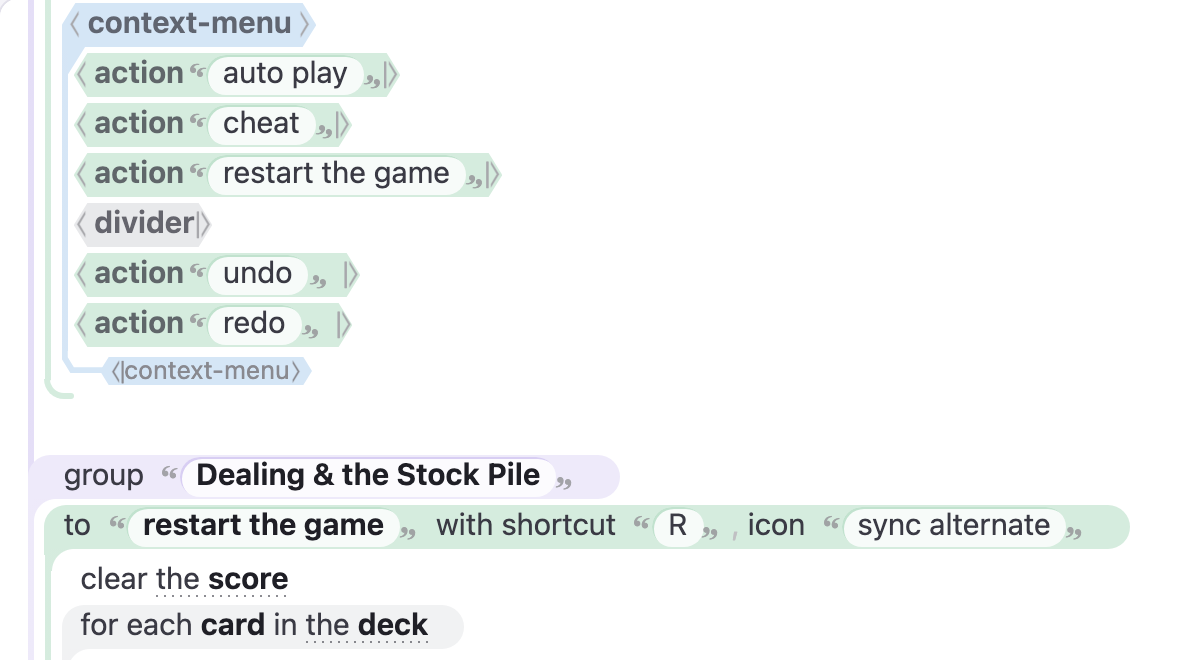 〈 context-menu 〉
〈 action “ auto play ”|〉
〈 action “ cheat ”|〉
〈 action “ restart the game ”|〉
〈 divider|〉
〈 action “ undo ” |〉
〈 action “ redo ” |〉
〈|context-menu〉
group “ Dealing & the Stock Pile ”
to “ restart the game ” with shortcut “ R ” , icon “ sync alternate ”
clear the score
for each card in the deck